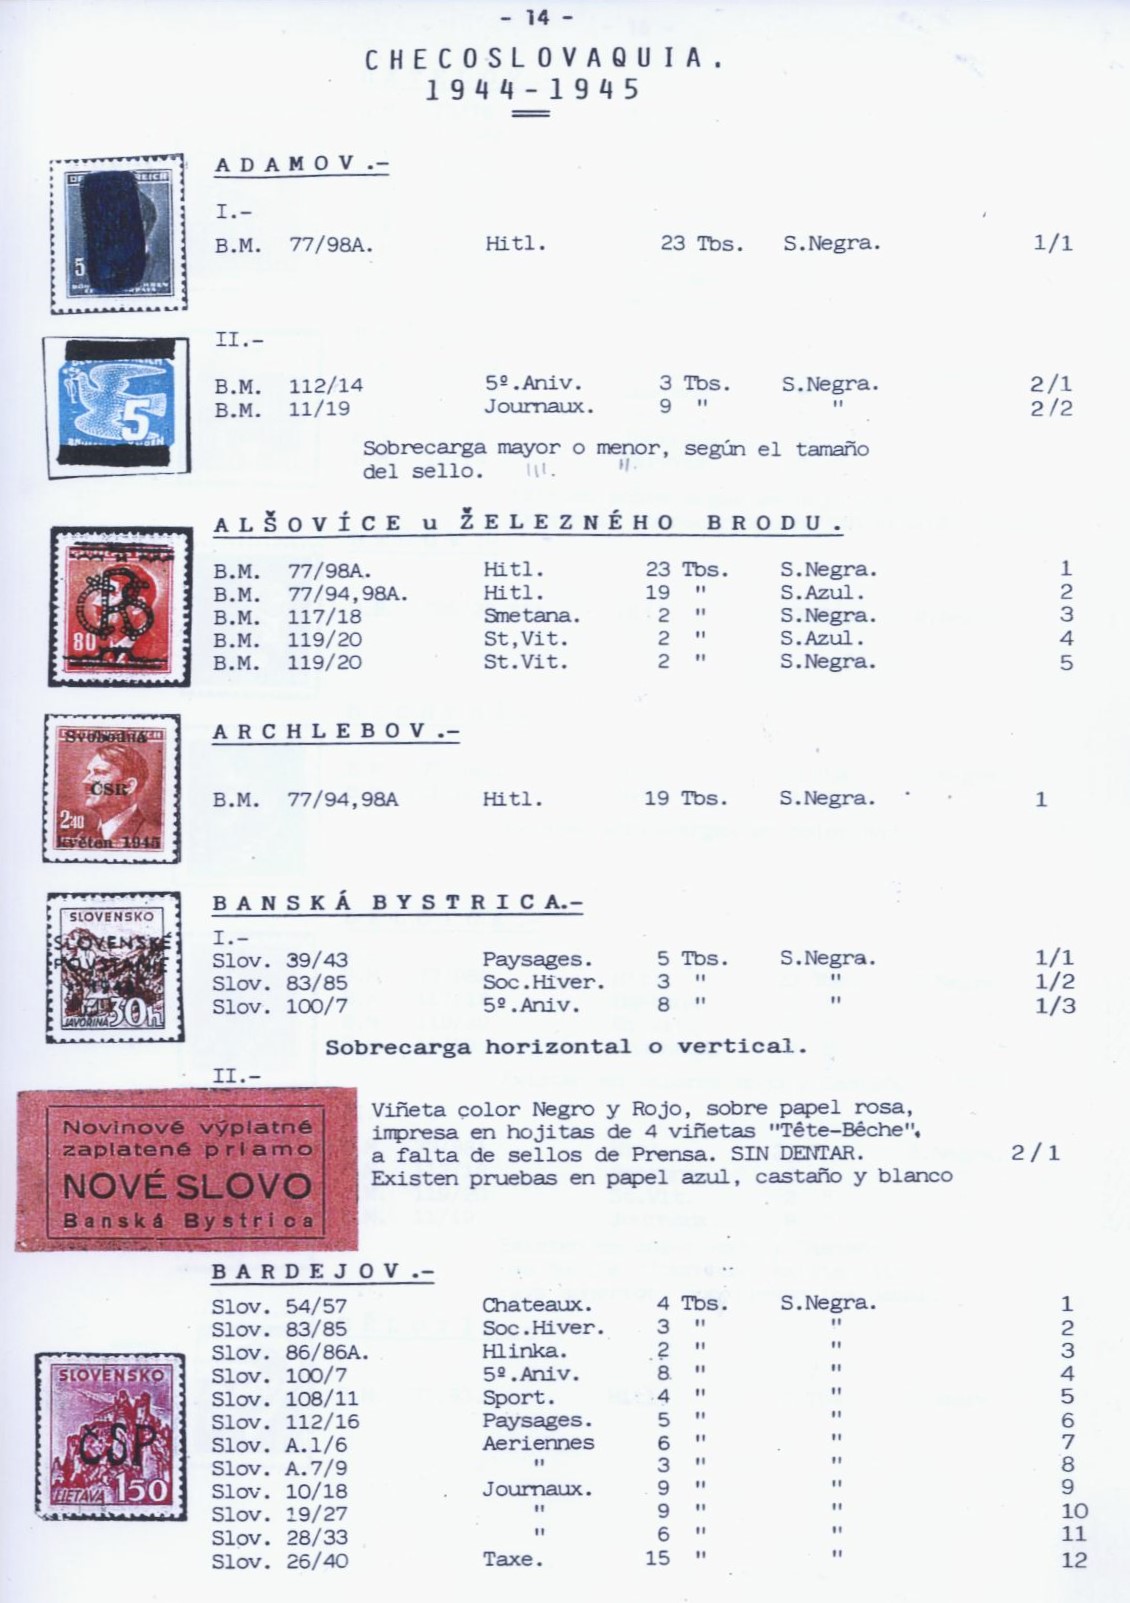 - 14 -
CHECOSLOVAQUIA.
1944-1945
ADAMOV.-
I.-
B.M. 77/98A. Hitl. 23 Tbs. S.Negra. 1/1
5
II.-
B.M. 112/14 5º.Aniv. 3 Tbs. S.Negra. 2/1
B.M. 11/19 Journaux. 9 " " 2/2
5
Sobrecarga mayor o menor, según el tamaño
del sello.
ALŠOVÍCE u ŽELEZNÉHO BRODU.
B.M. 77/98A. Hitl. 23 Tbs. S.Negra. 1
B.M. 77/94,98A. Hitl. 19 " S.Azul. 2
B.M. 117/18 Smetana. 2 " S.Negra. 3
B.M. 119/20 St,Vit. 2 " S.Azul. 4
B.M. 119/20 St.Vit. 2 " S.Negra. 5
80
ARCHLEBOV.-
Svobodná
ČSR
2:40
květen 1945
B.M. 77/94,98A Hitl. 19 Tbs. S.Negra. 1
BANSKÁ BYSTRICA.-
SLOVENSKO
SLOVENSKÉ
POVSTANIE
30h
JAVORINA
I.-
Slov. 39/43 Paysages. 5 Tbs. S.Negra. 1/1
Slov. 83/85 Soc.Hiver. 3 " " 1/2
Slov. 100/7 5º.Aniv. 8 " " 1/3
Sobrecarga horizontal o vertical.
II.-
Novinové výplatné
zaplatené priamo
NOVÉ SLOVO
Banská Bystrica
Viñeta color Negro y Rojo, sobre papel rosa,
impresa en hojitas de 4 viñetas "Tête-Bêche",
a falta de sellos de Prensa. SIN DENTAR. 2/1
Existen pruebas en papel azul, castaño y blanco
BARDEJOV.-
Slov. 54/57 Chateaux. 4 Tbs. S.Negra. 1
Slov. 83/85 Soc.Hiver. 3 " " 2
Slov. 86/86A. Hlinka. 2 " " 3
Slov. 100/7 5º.Aniv. 8 " " 4
Slov. 108/11 Sport. 4 " " 5
Slov. 112/16 Paysages. 5 " " 6
Slov. A.1/6 Aeriennes 6 " " 7
Slov. A.7/9 " 3 " " 8
Slov. 10/18 Journaux. 9 " " 9
Slov. 19/27 " 9 " " 10
Slov. 28/33 " 6 " " 11
Slov. 26/40 Taxe. 15 " " 12
SLOVENSKO
ČSP
LIETAVA 150